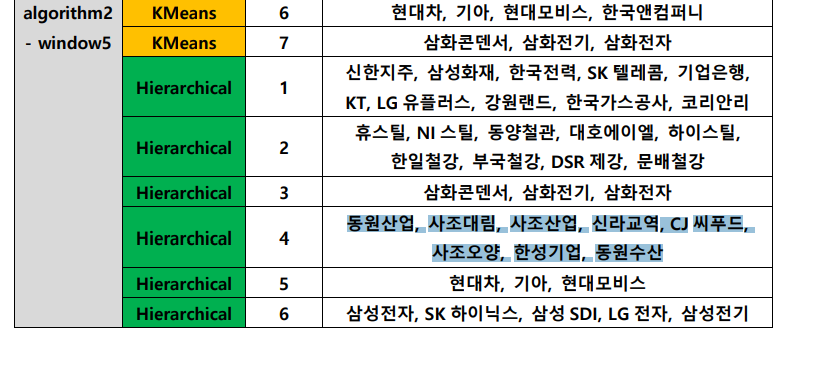 algorithm2
- window5
KMeans 6 현대차, 기아, 현대모비스, 한국앤컴퍼니
KMeans 7 삼화콘덴서, 삼화전기, 삼화전자
Hierarchical 1 신한지주, 삼성화재, 한국전력, SK 텔레콤, 기업은행,
KT, LG 유플러스, 강원랜드, 한국가스공사, 코리안리
Hierarchical 2 휴스틸, NI 스틸, 동양철관, 대호에이엘, 하이스틸,
한일철강, 부국철강, DSR 제강, 문배철강
Hierarchical 3 삼화콘덴서, 삼화전기, 삼화전자
Hierarchical 4 동원산업, 사조대림, 사조산업, 신라교역, CJ 씨푸드,
사조오양, 한성기업, 동원수산
Hierarchical 5 현대차, 기아, 현대모비스
Hierarchical 6 삼성전자, SK 하이닉스, 삼성 SDI, LG 전자, 삼성전기